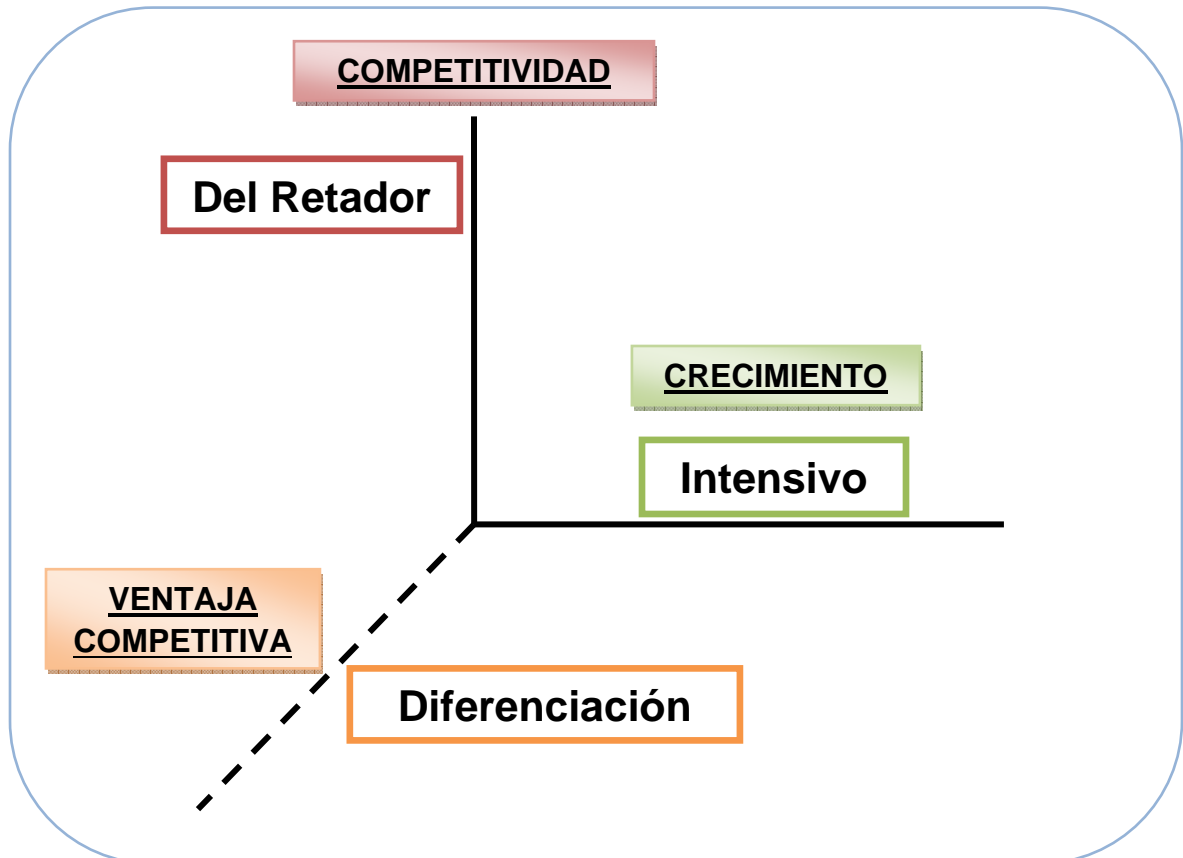 COMPETITIVIDAD
Del Retador
CRECIMIENTO
Intensivo
VENTAJA
COMPETITIVA
Diferenciación